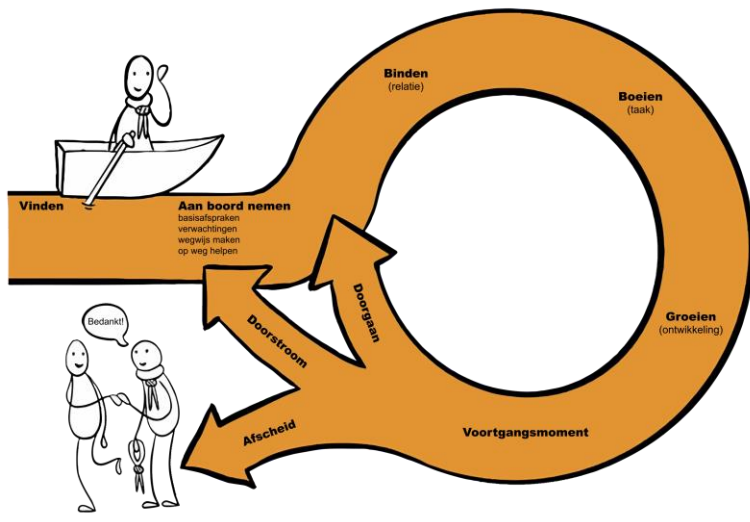 Vinden
Aan boord nemen
basisafspraken
verwachtingen
wegwijs maken
op weg helpen
Binden
(relatie)
Boeien
(taak)
Groeien
(ontwikkeling)
Voortgangsmoment
Doorgaan
Doorstroom
Afscheid
Bedankt!